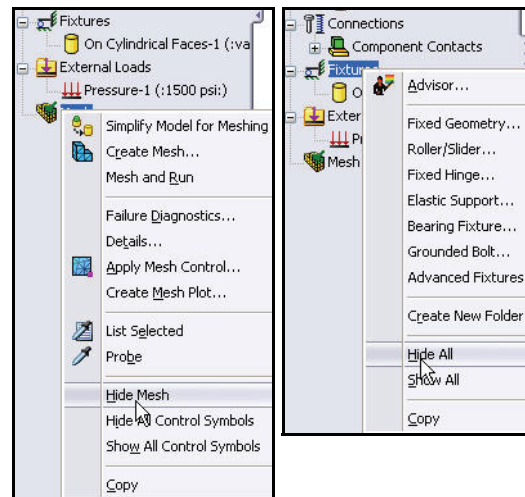 Fixtures
On Cylindrical Faces-1 (:va
External Loads
Pressure-1 (:1500 psi:)
Simplify Model for Meshing
Create Mesh...
Mesh and Run
Failure Diagnostics...
Details...
Apply Mesh Control...
Create Mesh Plot...
List Selected
Probe
Hide Mesh
Hide All Control Symbols
Show All Control Symbols
Copy
Connections
Component Contacts
Fixtur
O
Exter
Pr
Mesh
Advisor...
Fixed Geometry...
Roller/Slider...
Fixed Hinge...
Elastic Support...
Bearing Fixture...
Grounded Bolt...
Advanced Fixtures
Create New Folder
Hide All
Show All
Copy